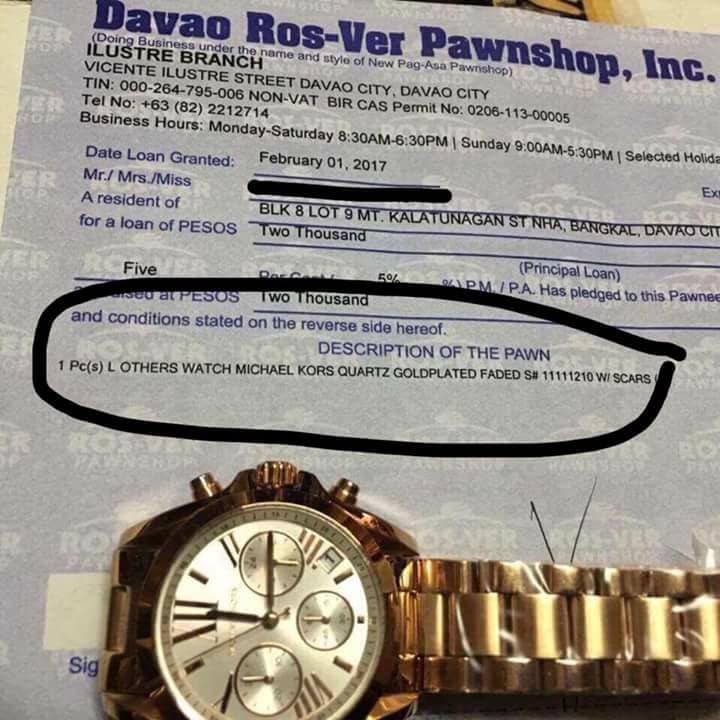 Davao Ros-Ver Pawnshop, Inc.
(Doing Business under the name and style of New Pag-Asa Pawnshop)
ILUSTRE BRANCH
VICENTE ILUSTRE STREET DAVAO CITY, DAVAO CITY
TIN: 000-264-795-006 NON-VAT BIR CAS Permit No: 0206-113-00005
Tel No: +63 (82) 2212714
Business Hours: Monday-Saturday 8:30AM-6:30PM | Sunday 9:00AM-5:30PM | Selected Holida
Date Loan Granted: February 01, 2017
Mr./ Mrs./Miss
A resident of BLK 8 LOT 9 MT. KALATUNAGAN ST NHA, BANGKAL, DAVAO CIT
for a loan of PESOS Two Thousand
(Principal Loan)
Five Per Cent ( 5% %) P.M. / P.A. Has pledged to this Pawnee
PESOS Two Thousand
and conditions stated on the reverse side hereof.
DESCRIPTION OF THE PAWN
1 Pc(s) L OTHERS WATCH MICHAEL KORS QUARTZ GOLDPLATED FADED S# 11111210 W/ SCARS
Sig